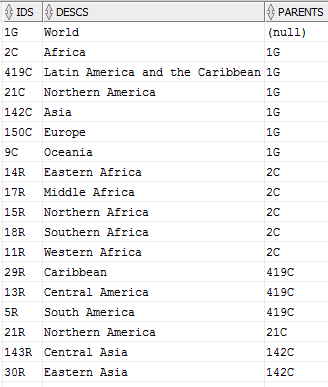 IDS DESCS PARENTS
1G World (null)
2C Africa 1G
419C Latin America and the Caribbean 1G
21C Northern America 1G
142C Asia 1G
150C Europe 1G
9C Oceania 1G
14R Eastern Africa 2C
17R Middle Africa 2C
15R Northern Africa 2C
18R Southern Africa 2C
11R Western Africa 2C
29R Caribbean 419C
13R Central America 419C
5R South America 419C
21R Northern America 21C
143R Central Asia 142C
30R Eastern Asia 142C